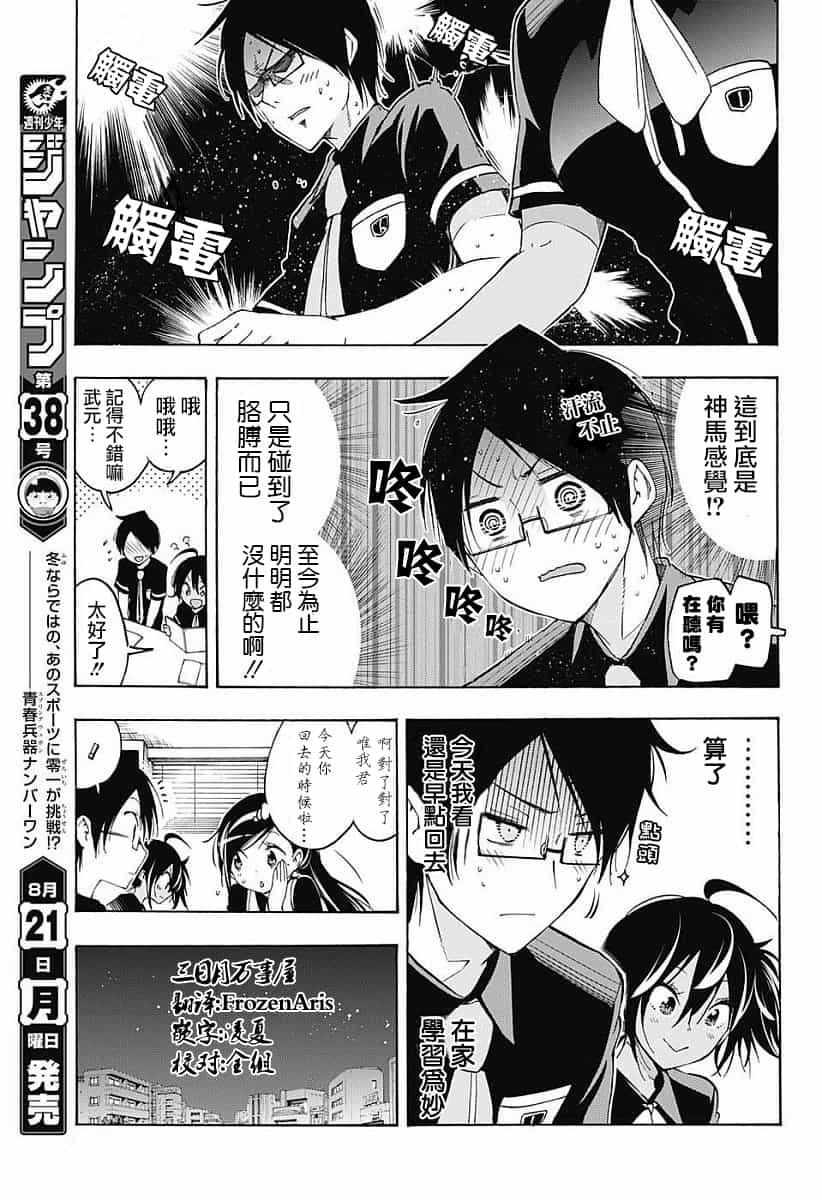 觸電
觸電
觸電
觸電
觸電
這到底是
神馬感覺!?
汗流
不止
喂?
你有
在聽嗎?
咚
咚
咚
咚
只是碰到了
胳膊而已
至今為止
明明都
沒什麼的啊!!
哦
哦哦…
記得不錯嘛
武元…
太好了!!
………
算了
今天我看
還是早點回去
點頭
在家
學習爲妙
啊對了對了
唯我君
今天你
回去的時候啦…
三日月万事屋
翻译:FrozenAris
嵌字:凌夏
校对:全組
週刊少年
ジャンプ
第
38
号
冬ならではの、あのスポーツに零一が挑戦!?
――青春兵器ナンバーワン
8月
21
日
月
曜日
発売